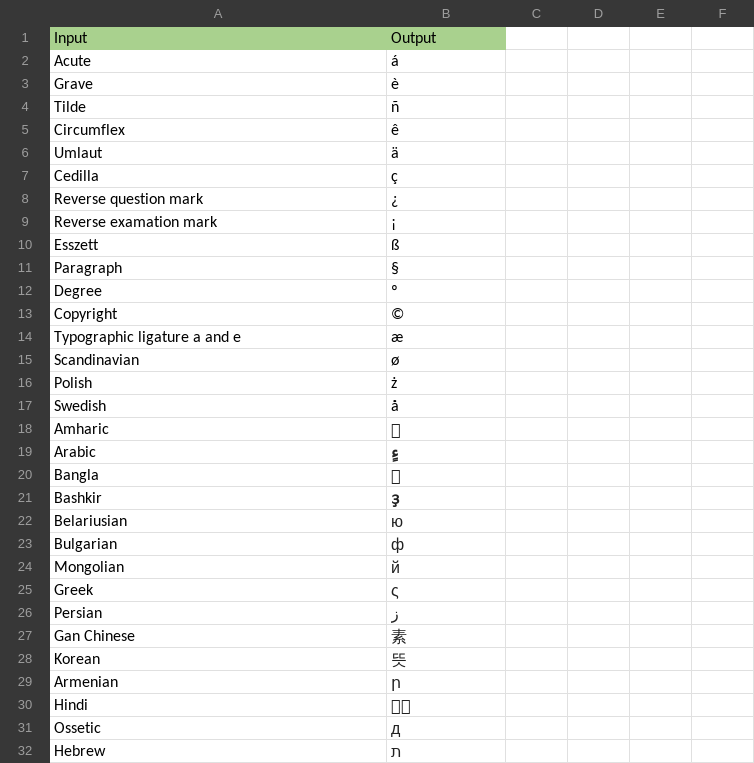 A B C D E F
1 Input Output
2 Acute á
3 Grave è
4 Tilde ñ
5 Circumflex ê
6 Umlaut ä
7 Cedilla ç
8 Reverse question mark ¿
9 Reverse examation mark ¡
10 Esszett ß
11 Paragraph §
12 Degree °
13 Copyright ©
14 Typographic ligature a and e æ
15 Scandinavian ø
16 Polish ż
17 Swedish å
18 Amharic
19 Arabic
20 Bangla
21 Bashkir ҙ
22 Belariusian ю
23 Bulgarian ф
24 Mongolian й
25 Greek ς
26 Persian ز
27 Gan Chinese 素
28 Korean 뜻
29 Armenian ր
30 Hindi
31 Ossetic д
32 Hebrew ת